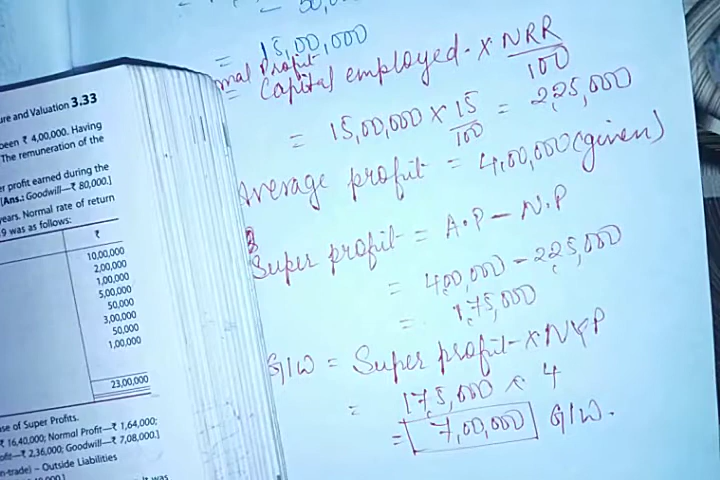 ure and Valuation 3.33
been ₹ 4,00,000. Having
The remuneration of the
er profit earned during the
[Ans.: Goodwill—₹ 80,000.]
years. Normal rate of return
9 was as follows:
₹
10,00,000
2,00,000
1,00,000
5,00,000
50,000
3,00,000
50,000
1,00,000
23,00,000
se of Super Profits.
₹ 16,40,000; Normal Profit—₹ 1,64,000;
ofit—₹ 2,36,000; Goodwill—₹ 7,08,000.]
n-trade) – Outside Liabilities
= 15,00,000
mal Profit
= Capital employed × NRR/100
= 15,00,000 × 15/100 = 2,25,000
Average profit = 4,00,000 (given)
Super profit = A.P - N.P
= 4,00,000 - 2,25,000
= 1,75,000
G/W = Super profit × NYP
= 1,75,000 × 4
= 7,00,000 G/W.